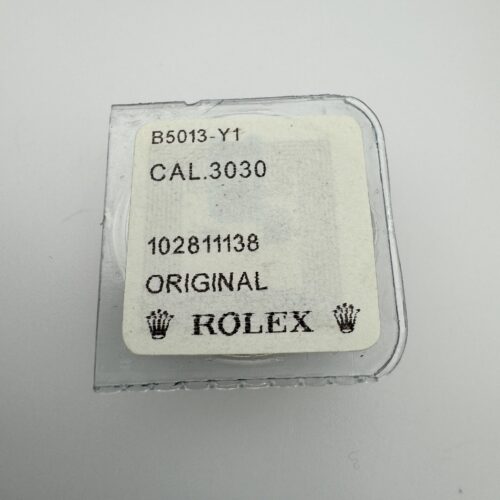 B5013-Y1
CAL.3030
102811138
ORIGINAL
ROLEX